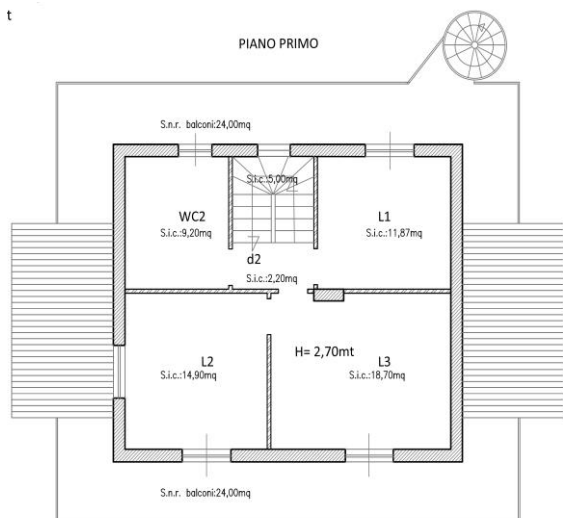 t
PIANO PRIMO
S.n.r. balconi:24,00mq
S.i.c.:5,00mq
WC2
S.i.c.:9,20mq
L1
S.i.c.:11,87mq
d2
S.i.c.:2,20mq
H= 2,70mt
L2
S.i.c.:14,90mq
L3
S.i.c.:18,70mq
S.n.r. balconi:24,00mq